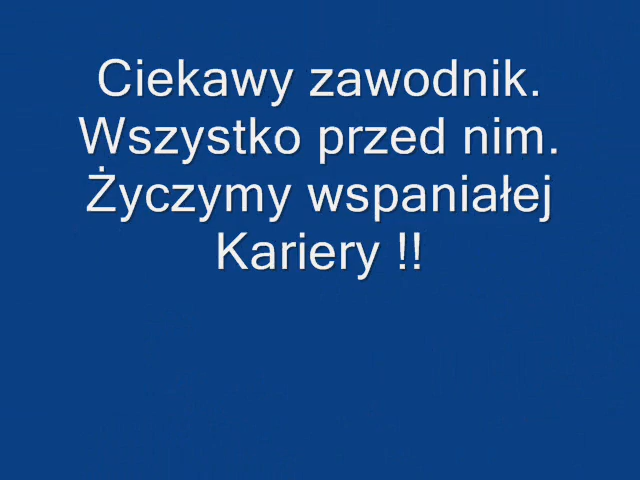 Ciekawy zawodnik.
Wszystko przed nim.
Życzymy wspaniałej
Kariery !!